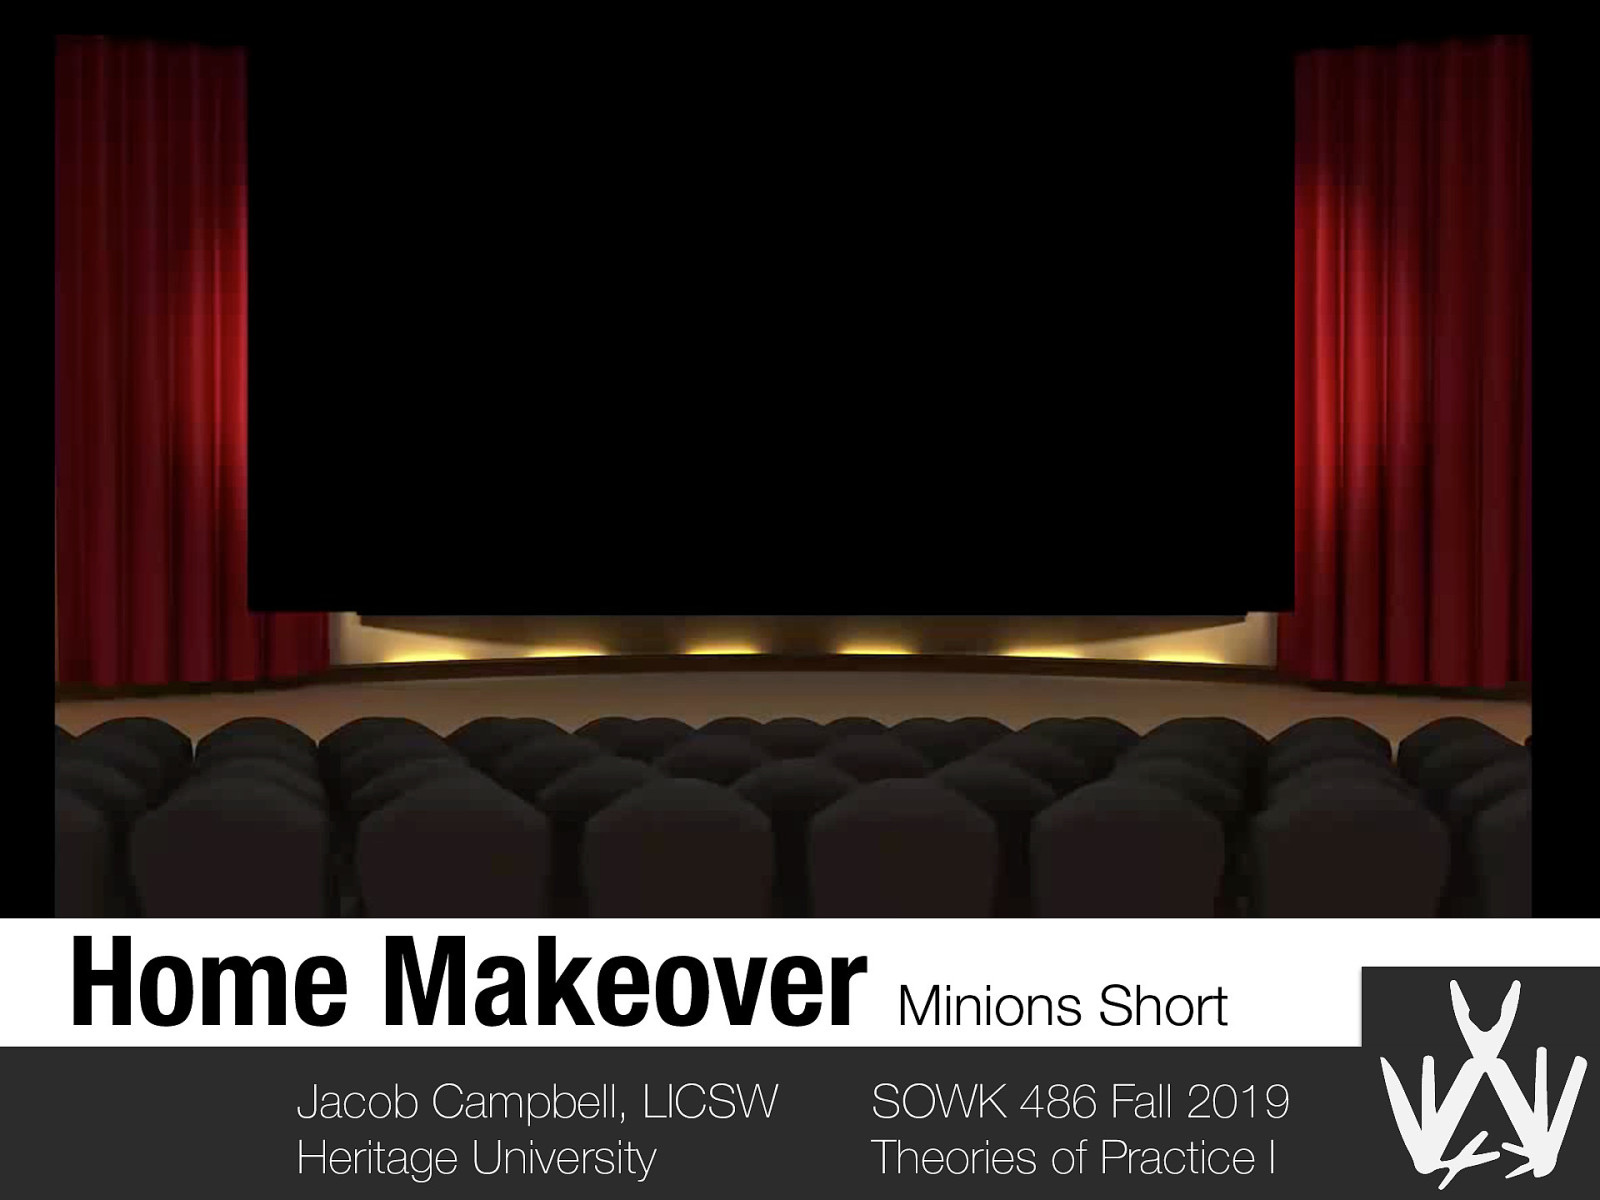 Home Makeover Minions Short
Jacob Campbell, LICSW
Heritage University
SOWK 486 Fall 2019
Theories of Practice I